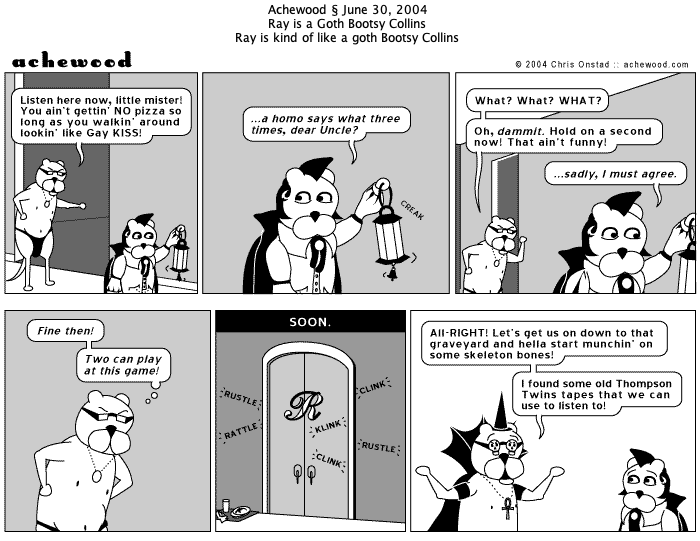 Achewood § June 30, 2004
Ray is a Goth Bootsy Collins
Ray is kind of like a goth Bootsy Collins
achewood
© 2004 Chris Onstad :: achewood.com
Listen here now, little mister!
You ain't gettin' NO pizza so
long as you walkin' around
lookin' like Gay KISS!
...a homo says what three
times, dear Uncle?
CREAK
What? What? WHAT?
Oh, dammit. Hold on a second
now! That ain't funny!
...sadly, I must agree.
Fine then!
Two can play
at this game!
SOON.
RUSTLE
RATTLE
R
CLINK
KLINK
CLINK
RUSTLE
All-RIGHT! Let's get us on down to that
graveyard and hella start munchin' on
some skeleton bones!
I found some old Thompson
Twins tapes that we can
use to listen to!